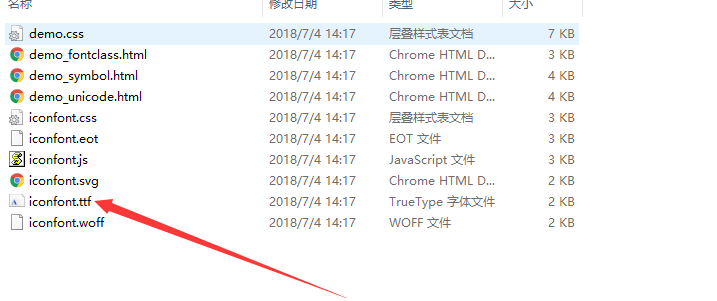 名称 修改日期 类型 大小
demo.css 2018/7/4 14:17 层叠样式表文档 7 KB
demo_fontclass.html 2018/7/4 14:17 Chrome HTML D... 3 KB
demo_symbol.html 2018/7/4 14:17 Chrome HTML D... 4 KB
demo_unicode.html 2018/7/4 14:17 Chrome HTML D... 4 KB
iconfont.css 2018/7/4 14:17 层叠样式表文档 3 KB
iconfont.eot 2018/7/4 14:17 EOT 文件 3 KB
iconfont.js 2018/7/4 14:17 JavaScript 文件 3 KB
iconfont.svg 2018/7/4 14:17 Chrome HTML D... 2 KB
iconfont.ttf 2018/7/4 14:17 TrueType 字体文件 2 KB
iconfont.woff 2018/7/4 14:17 WOFF 文件 2 KB